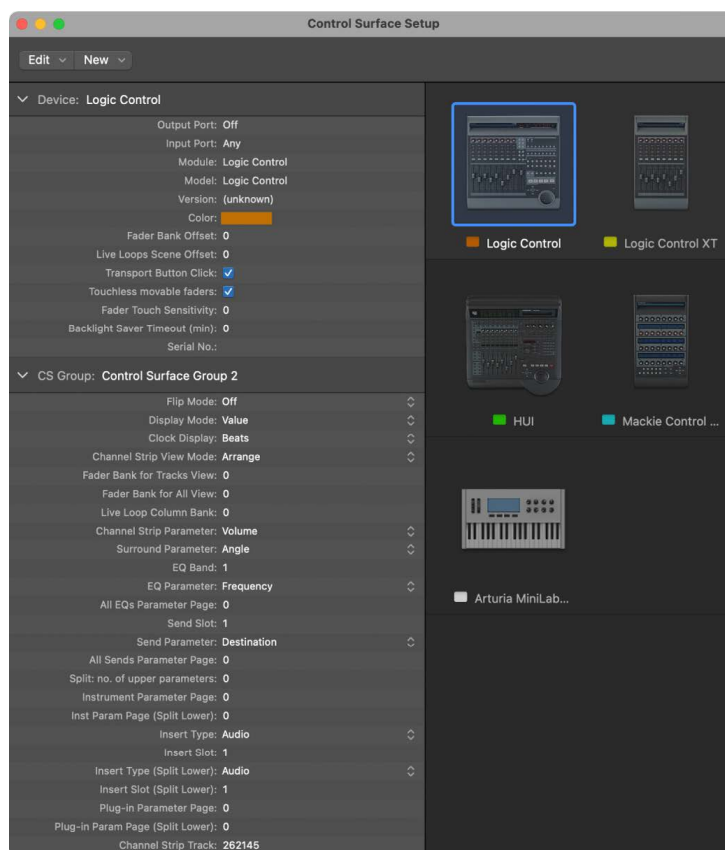 Control Surface Setup
Edit New
Device: Logic Control
Output Port: Off
Input Port: Any
Module: Logic Control
Model: Logic Control
Version: (unknown)
Color:
Fader Bank Offset: 0
Live Loops Scene Offset: 0
Transport Button Click:
Touchless movable faders:
Fader Touch Sensitivity: 0
Backlight Saver Timeout (min): 0
Serial No.:
CS Group: Control Surface Group 2
Flip Mode: Off
Display Mode: Value
Clock Display: Beats
Channel Strip View Mode: Arrange
Fader Bank for Tracks View: 0
Fader Bank for All View: 0
Live Loop Column Bank: 0
Channel Strip Parameter: Volume
Surround Parameter: Angle
EQ Band: 1
EQ Parameter: Frequency
All EQs Parameter Page: 0
Send Slot: 1
Send Parameter: Destination
All Sends Parameter Page: 0
Split: no. of upper parameters: 0
Instrument Parameter Page: 0
Inst Param Page (Split Lower): 0
Insert Type: Audio
Insert Slot: 1
Insert Type (Split Lower): Audio
Insert Slot (Split Lower): 1
Plug-in Parameter Page: 0
Plug-in Param Page (Split Lower): 0
Channel Strip Track: 262145
Logic Control
Logic Control XT
HUI
Mackie Control ...
Arturia MiniLab...